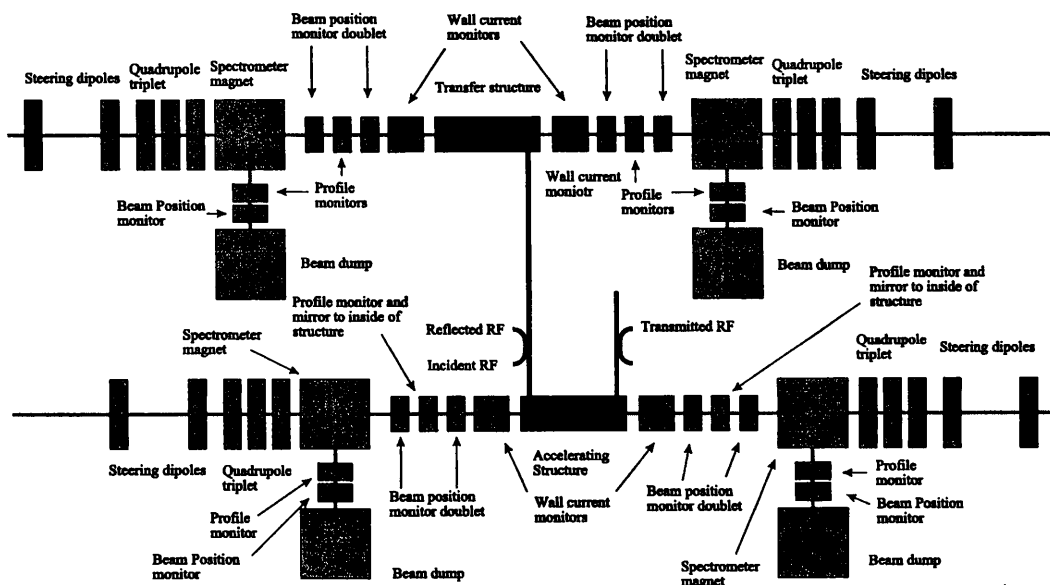 Beam position
monitor doublet
Wall current
monitors
Beam position
monitor doublet
Steering dipoles
Quadrupole
triplet
Spectrometer
magnet
Transfer structure
Spectrometer
magnet
Quadrupole
triplet
Steering dipoles
Profile
monitors
Beam Position
monitor
Wall current
moniotr
Profile
monitors
Beam Position
monitor
Beam dump
Beam dump
Profile monitor and
mirror to inside of
structure
Profile monitor and
mirror to inside of
structure
Spectrometer
magnet
Reflected RF
Incident RF
Transmitted RF
Quadrupole
triplet
Steering dipoles
Steering dipoles
Quadrupole
triplet
Accelerating
Structure
Profile
monitor
Beam Position
monitor
Beam position
monitor doublet
Wall current
monitors
Beam position
monitor doublet
Profile
monitor
Beam Position
monitor
Beam dump
Spectrometer
magnet
Beam dump